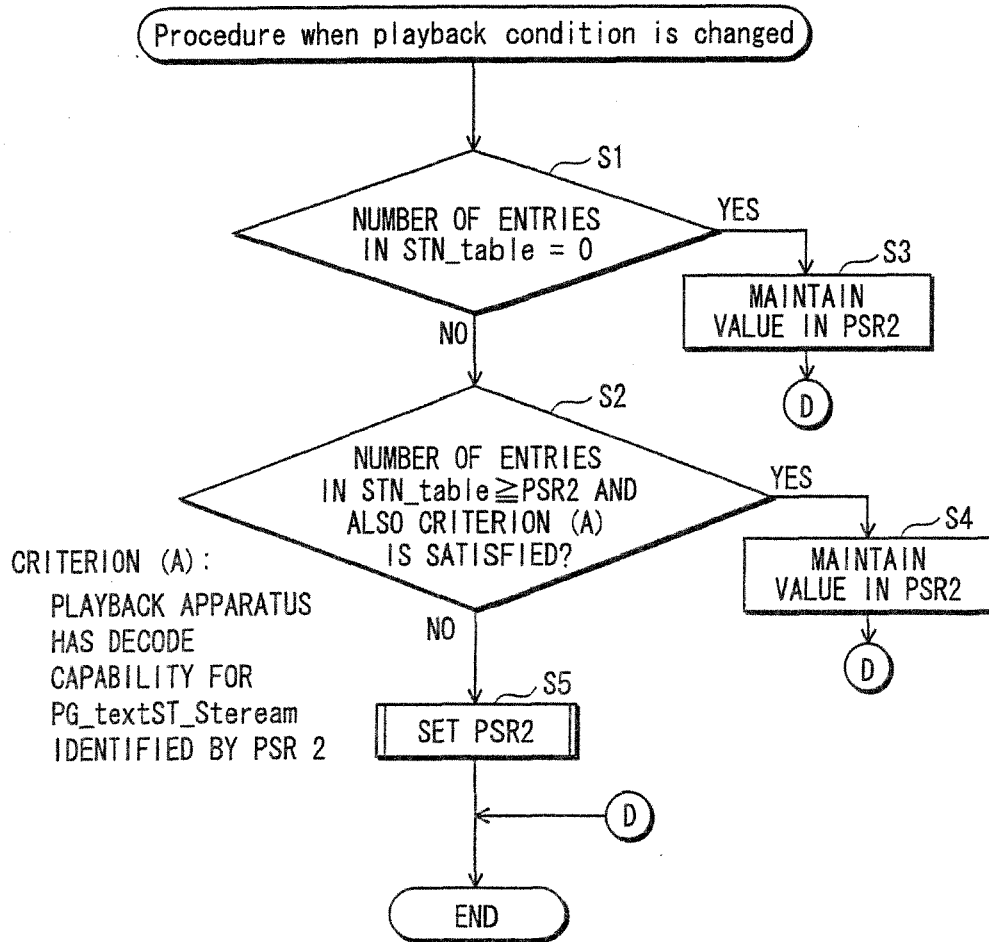 Procedure when playback condition is changed
S1
NUMBER OF ENTRIES
IN STN_table = 0
YES
S3
MAINTAIN
VALUE IN PSR2
D
NO
S2
NUMBER OF ENTRIES
IN STN_table≧PSR2 AND
ALSO CRITERION (A)
IS SATISFIED?
YES
S4
MAINTAIN
VALUE IN PSR2
D
NO
CRITERION (A):
PLAYBACK APPARATUS
HAS DECODE
CAPABILITY FOR
PG_textST_Steream
IDENTIFIED BY PSR 2
S5
SET PSR2
D
END